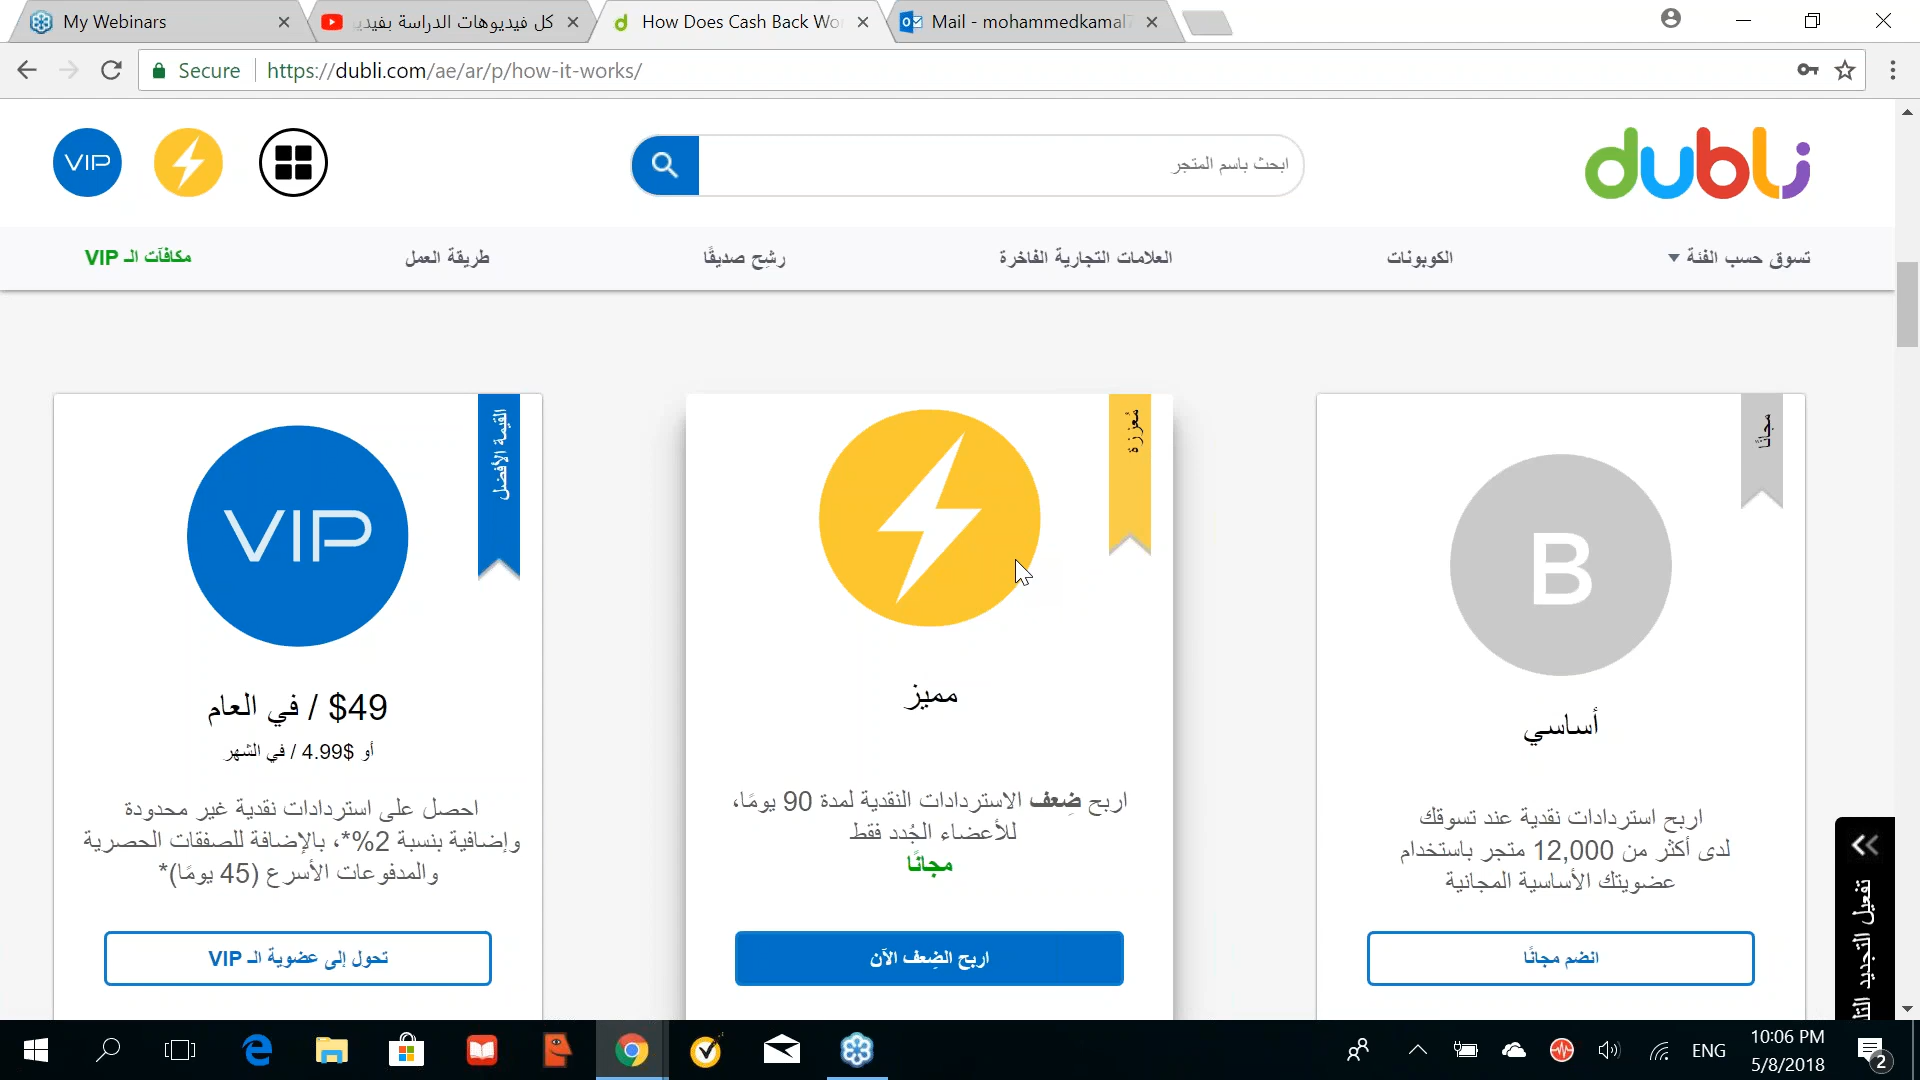 My Webinars
كل فيديوهات الدراسة بفيديو
How Does Cash Back Wo
Mail - mohammedkamal7
Secure
https://dubli.com/ae/ar/p/how-it-works/
VIP
ابحث باسم المتجر
dubli
تسوق حسب الفئة
الكوبونات
العلامات التجارية الفاخرة
رشِح صديقًا
طريقة العمل
مكافآت الـ VIP
مجانًا
B
أساسي
اربح استردادات نقدية عند تسوقك
لدى أكثر من 12,000 متجر باستخدام
عضويتك الأساسية المجانية
انضم مجانًا
مُعززة
مميز
اربح ضِعف الاستردادات النقدية لمدة 90 يومًا،
للأعضاء الجُدد فقط
مجانًا
اربح الضِعف الآن
القيمة الأفضل
VIP
$49 / في العام
أو $4.99 / في الشهر
احصل على استردادات نقدية غير محدودة
وإضافية بنسبة 2%*، بالإضافة للصفقات الحصرية
والمدفوعات الأسرع (45 يومًا)*
تحول إلى عضوية الـ VIP
تفعيل التجديد
ENG
10:06 PM
5/8/2018
2